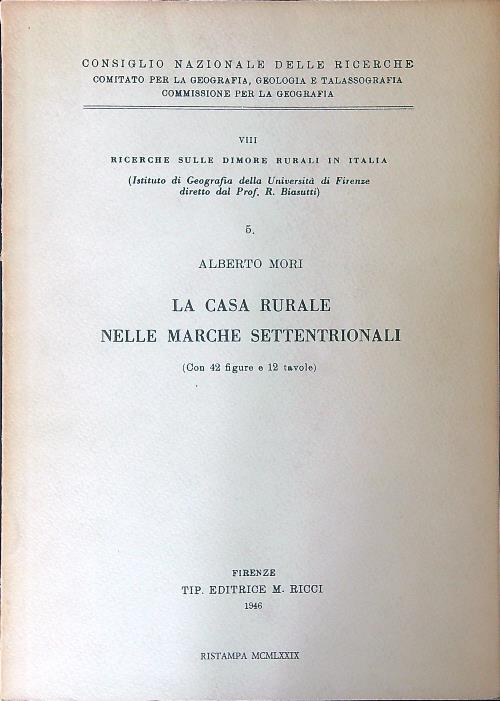 CONSIGLIO NAZIONALE DELLE RICERCHE
COMITATO PER LA GEOGRAFIA, GEOLOGIA E TALASSOGRAFIA
COMMISSIONE PER LA GEOGRAFIA
VIII
RICERCHE SULLE DIMORE RURALI IN ITALIA
(Istituto di Geografia della Università di Firenze
diretto dal Prof. R. Biasutti)
5.
ALBERTO MORI
LA CASA RURALE
NELLE MARCHE SETTENTRIONALI
(Con 42 figure e 12 tavole)
FIRENZE
TIP. EDITRICE M. RICCI
1946
RISTAMPA MCMLXXIX